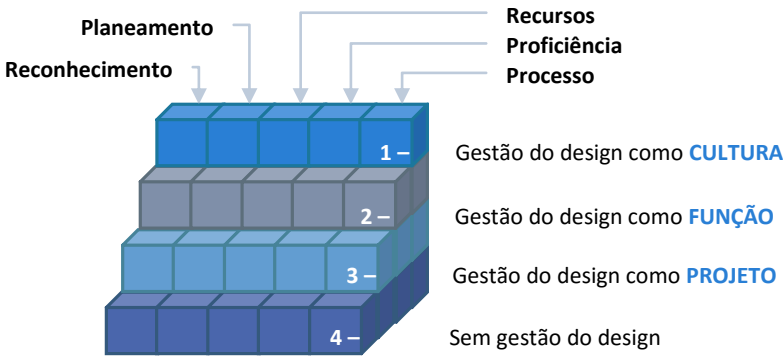 Recursos
Planeamento
Proficiência
Reconhecimento
Processo
1 –
Gestão do design como CULTURA
2 –
Gestão do design como FUNÇÃO
3 –
Gestão do design como PROJETO
4 –
Sem gestão do design